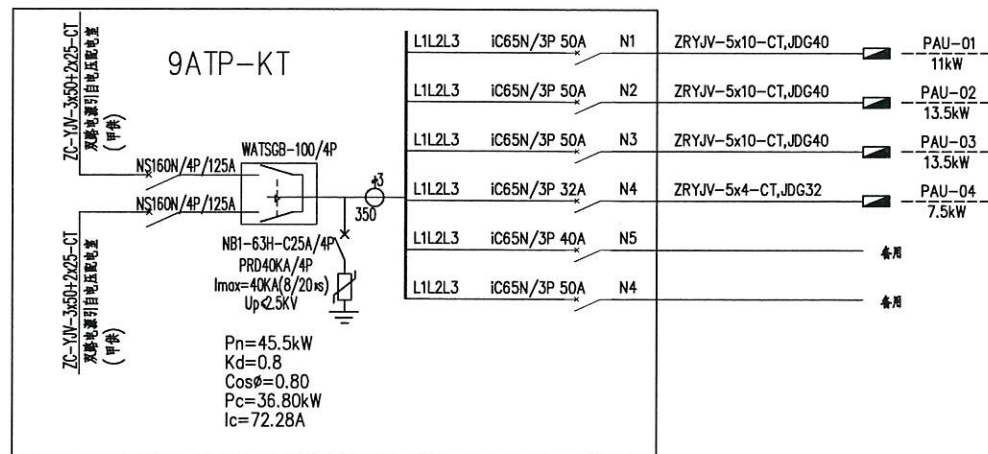 9ATP-KT
ZC-YJV-3x50+2x25-CT
双路电源引自电压配电室
(甲供)
NS160N/4P/125A
NS160N/4P/125A
ZC-YJV-3x50+2x25-CT
双路电源引自电压配电室
(甲供)
WATSGB-100/4P
350
NB1-63H-C25A/4P
PRD40KA/4P
Imax=40KA(8/20us)
Up<2.5KV
Pn=45.5kW
Kd=0.8
CosØ=0.80
Pc=36.80kW
Ic=72.28A
L1L2L3 iC65N/3P 50A N1 ZRYJV-5x10-CT,JDG40 PAU-01
11kW
L1L2L3 iC65N/3P 50A N2 ZRYJV-5x10-CT,JDG40 PAU-02
13.5kW
L1L2L3 iC65N/3P 50A N3 ZRYJV-5x10-CT,JDG40 PAU-03
13.5kW
L1L2L3 iC65N/3P 32A N4 ZRYJV-5x4-CT,JDG32 PAU-04
7.5kW
L1L2L3 iC65N/3P 40A N5 备用
L1L2L3 iC65N/3P 50A N4 备用